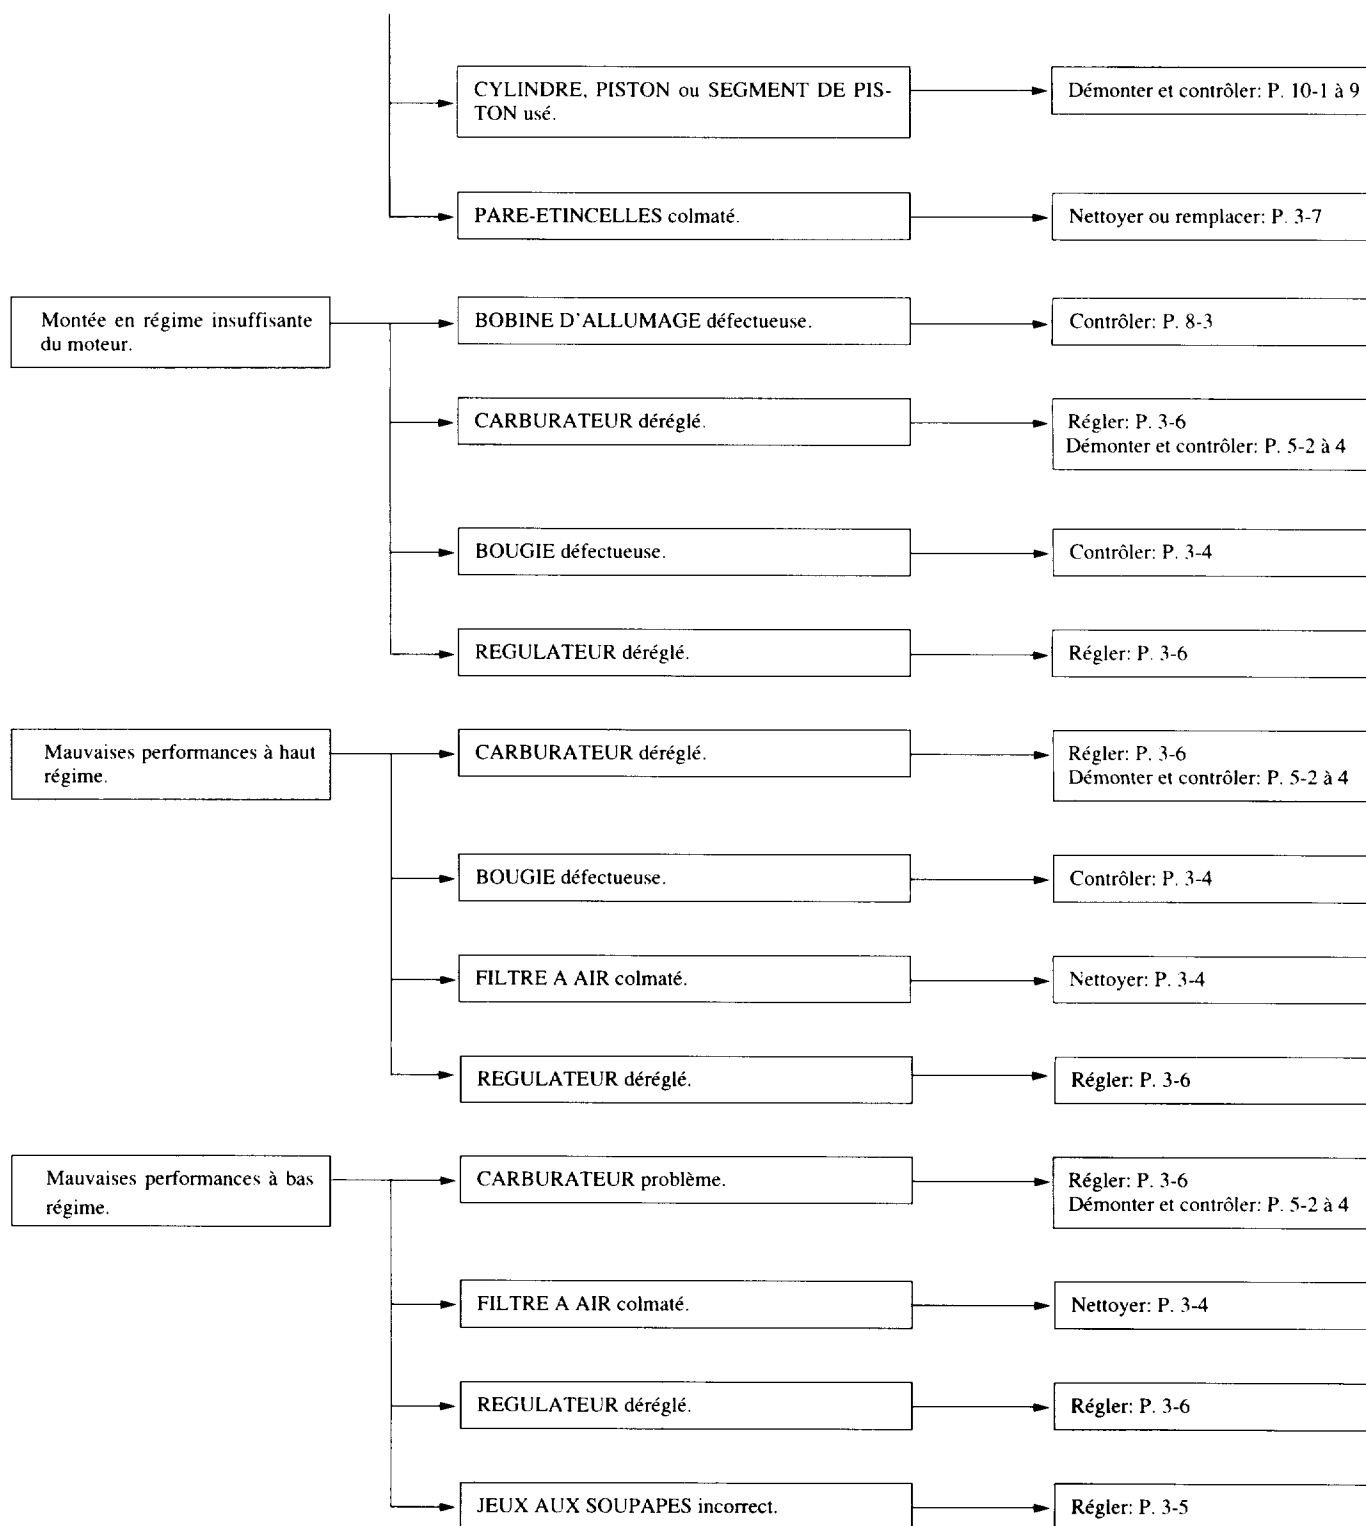 CYLINDRE, PISTON ou SEGMENT DE PIS-
TON usé.
Démonter et contrôler: P. 10-1 à 9
PARE-ETINCELLES colmaté.
Nettoyer ou remplacer: P. 3-7
Montée en régime insuffisante
du moteur.
BOBINE D'ALLUMAGE défectueuse.
Contrôler: P. 8-3
CARBURATEUR déréglé.
Régler: P. 3-6
Démonter et contrôler: P. 5-2 à 4
BOUGIE défectueuse.
Contrôler: P. 3-4
REGULATEUR déréglé.
Régler: P. 3-6
Mauvaises performances à haut
régime.
CARBURATEUR déréglé.
Régler: P. 3-6
Démonter et contrôler: P. 5-2 à 4
BOUGIE défectueuse.
Contrôler: P. 3-4
FILTRE A AIR colmaté.
Nettoyer: P. 3-4
REGULATEUR déréglé.
Régler: P. 3-6
Mauvaises performances à bas
régime.
CARBURATEUR problème.
Régler: P. 3-6
Démonter et contrôler: P. 5-2 à 4
FILTRE A AIR colmaté.
Nettoyer: P. 3-4
REGULATEUR déréglé.
Régler: P. 3-6
JEUX AUX SOUPAPES incorrect.
Régler: P. 3-5